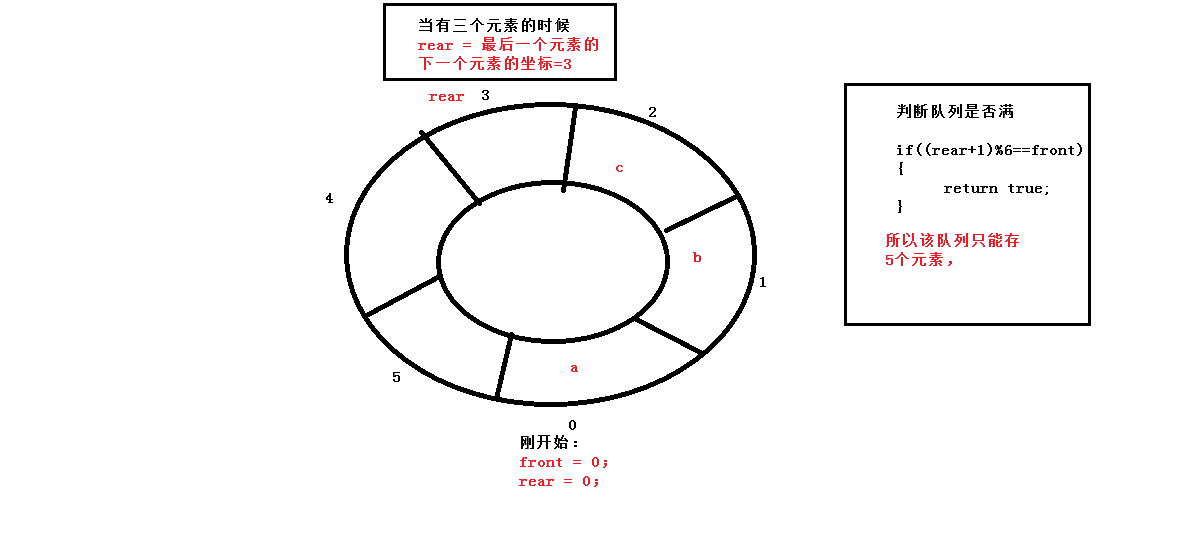 当有三个元素的时候
rear = 最后一个元素的
下一个元素的坐标=3
rear 3
2
判断队列是否满
if((rear+1)%6==front)
{
return true;
}
所以该队列只能存
5个元素，
c
4
b
1
5
a
0
刚开始：
front = 0;
rear = 0;